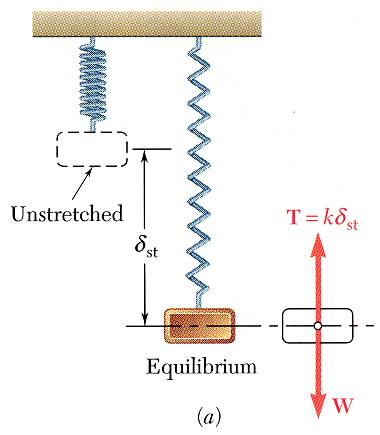 Unstretched
δst
T = kδst
Equilibrium
W
(a)